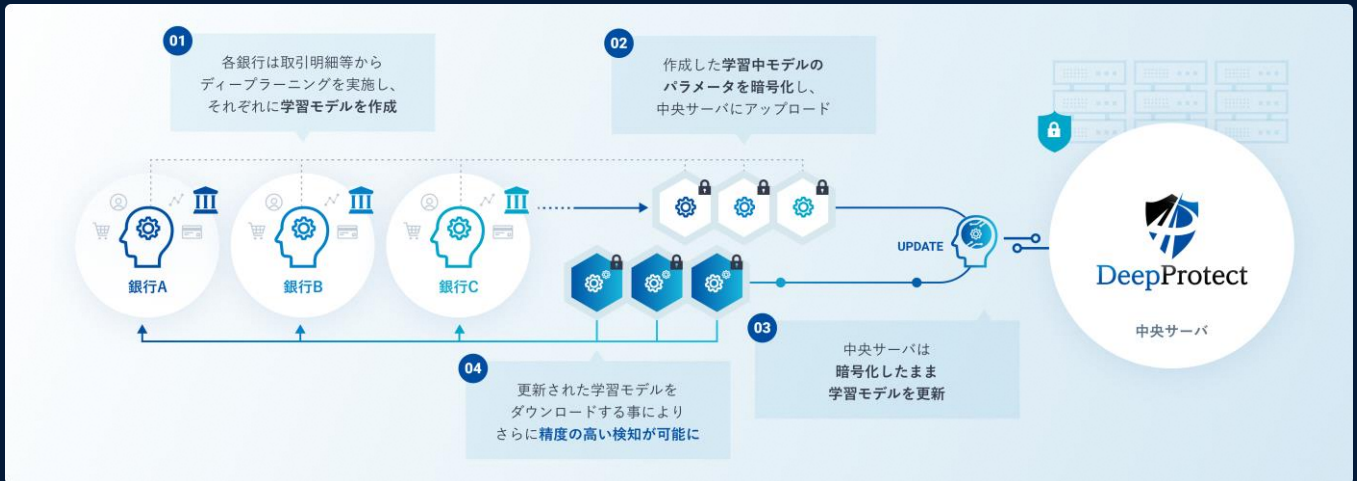 01
各銀行は取引明細等から
ディープラーニングを実施し、
それぞれに学習モデルを作成
02
作成した学習中モデルの
パラメータを暗号化し、
中央サーバにアップロード
銀行A
銀行B
銀行C
UPDATE
DeepProtect
中央サーバ
03
中央サーバは
暗号化したまま
学習モデルを更新
04
更新された学習モデルを
ダウンロードする事により
さらに精度の高い検知が可能に